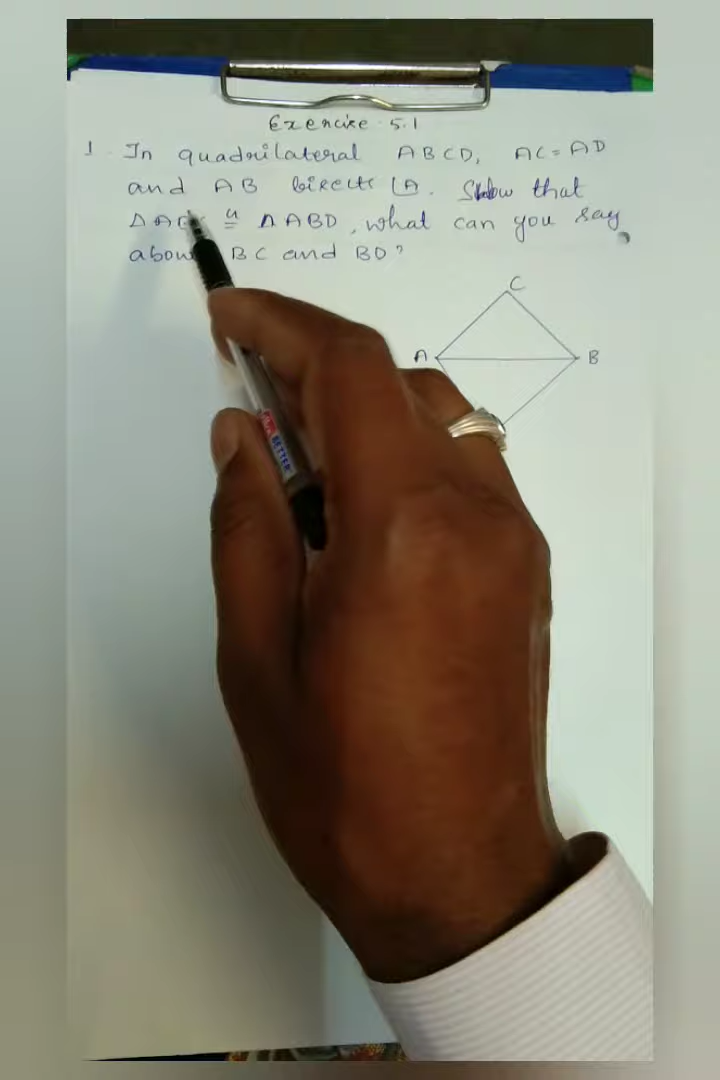 Exercise 5.1
1. In quadrilateral ABCD, AC = AD
and AB bisects ∠A. Show that
Δ ≅ ΔABD, what can you say
BC and BD?
C
A
B
BETTER